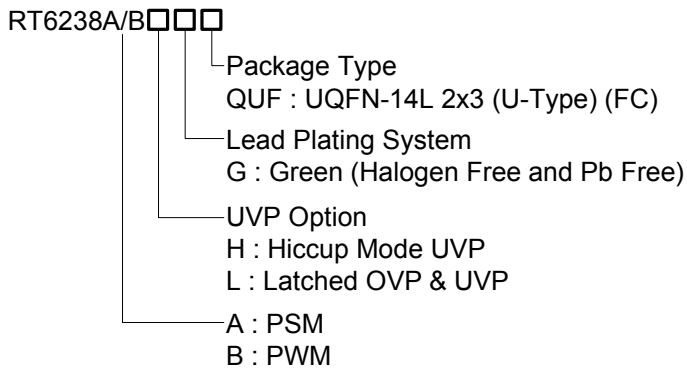 RT6238A/B□□□
Package Type
QUF : UQFN-14L 2x3 (U-Type) (FC)
Lead Plating System
G : Green (Halogen Free and Pb Free)
UVP Option
H : Hiccup Mode UVP
L : Latched OVP & UVP
A : PSM
B : PWM